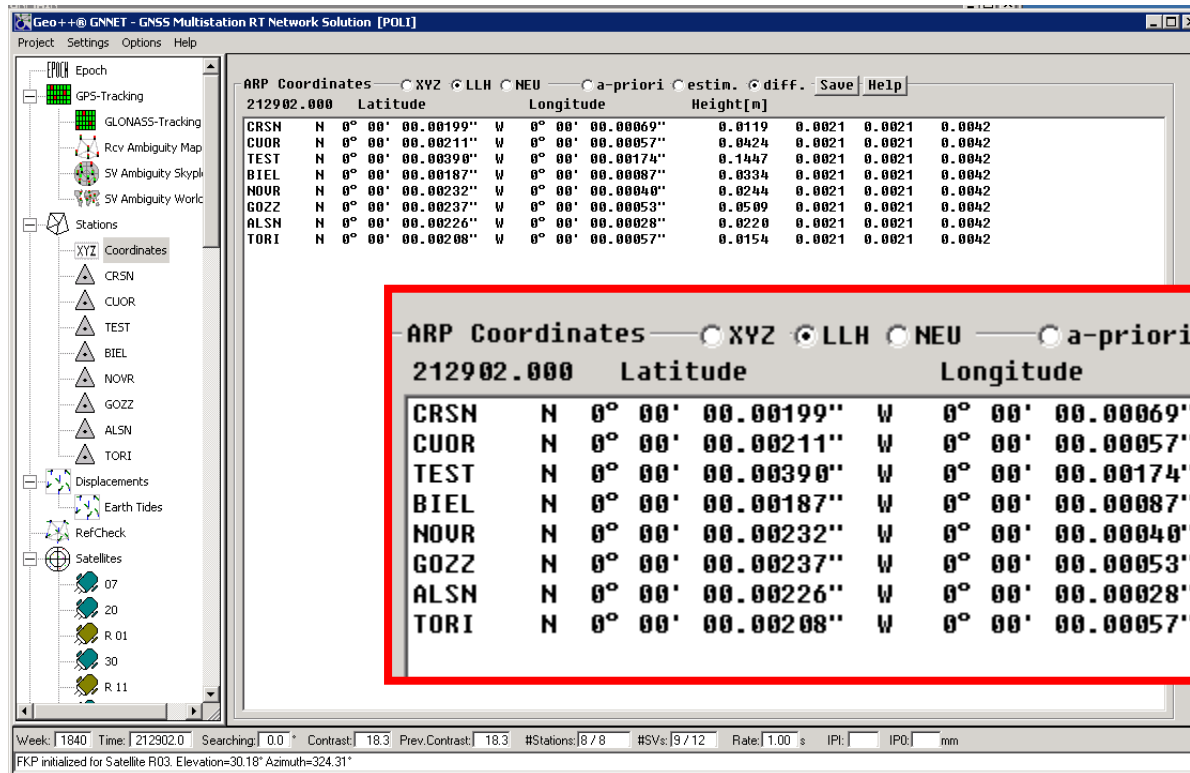 Geo++® GNNET - GNSS Multistation RT Network Solution [POLI]
Project Settings Options Help
EPOCH Epoch
GPS-Tracking
GLONASS-Tracking
Rcv Ambiguity Map
SV Ambiguity Skyplo
SV Ambiguity Worlc
Stations
XYZ Coordinates
CRSN
CUOR
TEST
BIEL
NOVR
GOZZ
ALSN
TORI
Displacements
Earth Tides
RefCheck
Satellites
07
20
R 01
30
R 11
ARP Coordinates XYZ LLH NEU a-priori estim. diff. Save Help
212902.000 Latitude Longitude Height[m]
CRSN N 0° 00' 00.00199'' W 0° 00' 00.00069'' 0.0119 0.0021 0.0021 0.0042
CUOR N 0° 00' 00.00211'' W 0° 00' 00.00057'' 0.0424 0.0021 0.0021 0.0042
TEST N 0° 00' 00.00390'' W 0° 00' 00.00174'' 0.1447 0.0021 0.0021 0.0042
BIEL N 0° 00' 00.00187'' W 0° 00' 00.00087'' 0.0334 0.0021 0.0021 0.0042
NOVR N 0° 00' 00.00232'' W 0° 00' 00.00040'' 0.0244 0.0021 0.0021 0.0042
GOZZ N 0° 00' 00.00237'' W 0° 00' 00.00053'' 0.0509 0.0021 0.0021 0.0042
ALSN N 0° 00' 00.00226'' W 0° 00' 00.00028'' 0.0220 0.0021 0.0021 0.0042
TORI N 0° 00' 00.00208'' W 0° 00' 00.00057'' 0.0154 0.0021 0.0021 0.0042
ARP Coordinates XYZ LLH NEU a-priori
212902.000 Latitude Longitude
CRSN N 0° 00' 00.00199'' W 0° 00' 00.00069''
CUOR N 0° 00' 00.00211'' W 0° 00' 00.00057''
TEST N 0° 00' 00.00390'' W 0° 00' 00.00174''
BIEL N 0° 00' 00.00187'' W 0° 00' 00.00087''
NOVR N 0° 00' 00.00232'' W 0° 00' 00.00040''
GOZZ N 0° 00' 00.00237'' W 0° 00' 00.00053''
ALSN N 0° 00' 00.00226'' W 0° 00' 00.00028''
TORI N 0° 00' 00.00208'' W 0° 00' 00.00057''
Week: 1840 Time: 212902.0 Searching: 0.0 ° Contrast: 18.3 Prev.Contrast: 18.3 #Stations: 8 / 8 #SVs: 9 / 12 Rate: 1.00 s IPI: IP0: mm
FKP initialized for Satellite R03. Elevation=30.18° Azimuth=324.31°